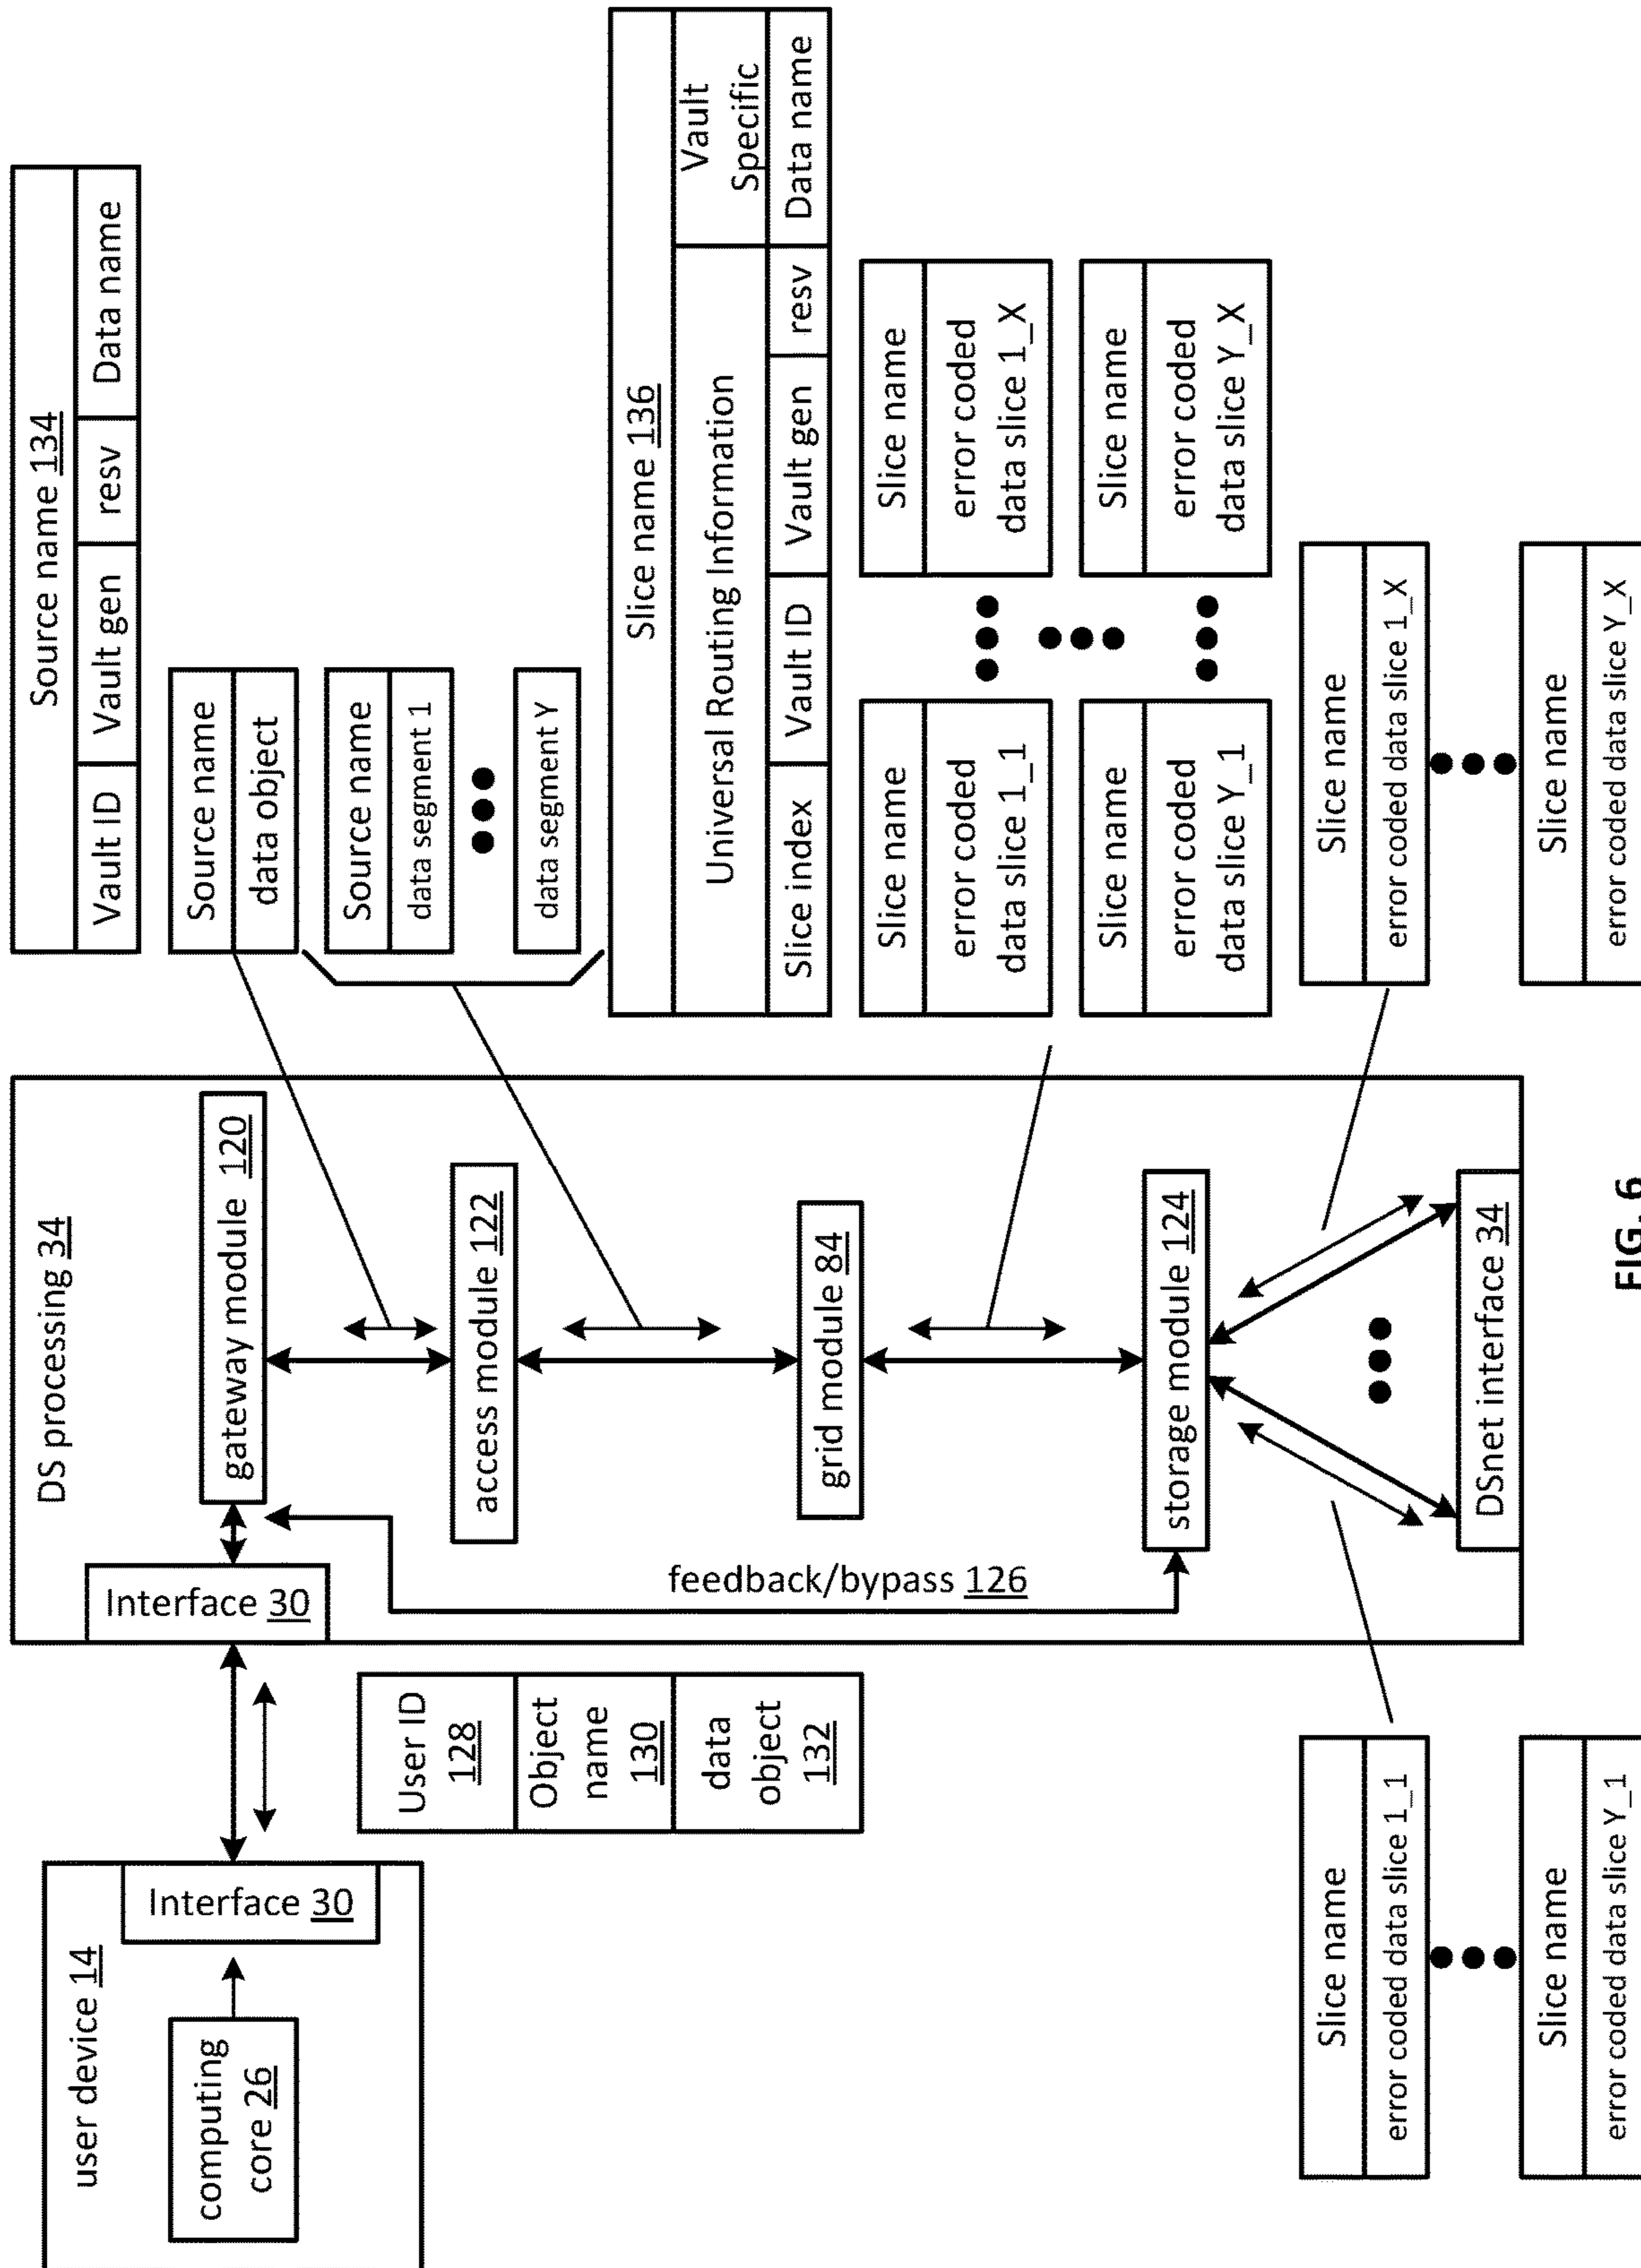 user device 14
computing
core 26
Interface 30
User ID
128
Object
name
130
data
object
132
DS processing 34
Interface 30
gateway module 120
access module 122
grid module 84
feedback/bypass 126
storage module 124
DSnet interface 34
Source name 134
Vault ID
Vault gen
resv
Data name
Source name
data object
Source name
data segment 1
data segment Y
Slice name 136
Universal Routing Information
Vault
Specific
Slice index
Vault ID
Vault gen
resv
Data name
Slice name
error coded
data slice 1_1
Slice name
error coded
data slice 1_X
Slice name
error coded
data slice Y_1
Slice name
error coded
data slice Y_X
Slice name
error coded data slice 1_1
Slice name
error coded data slice Y_1
Slice name
error coded data slice 1_X
Slice name
error coded data slice Y_X
FIG. 6